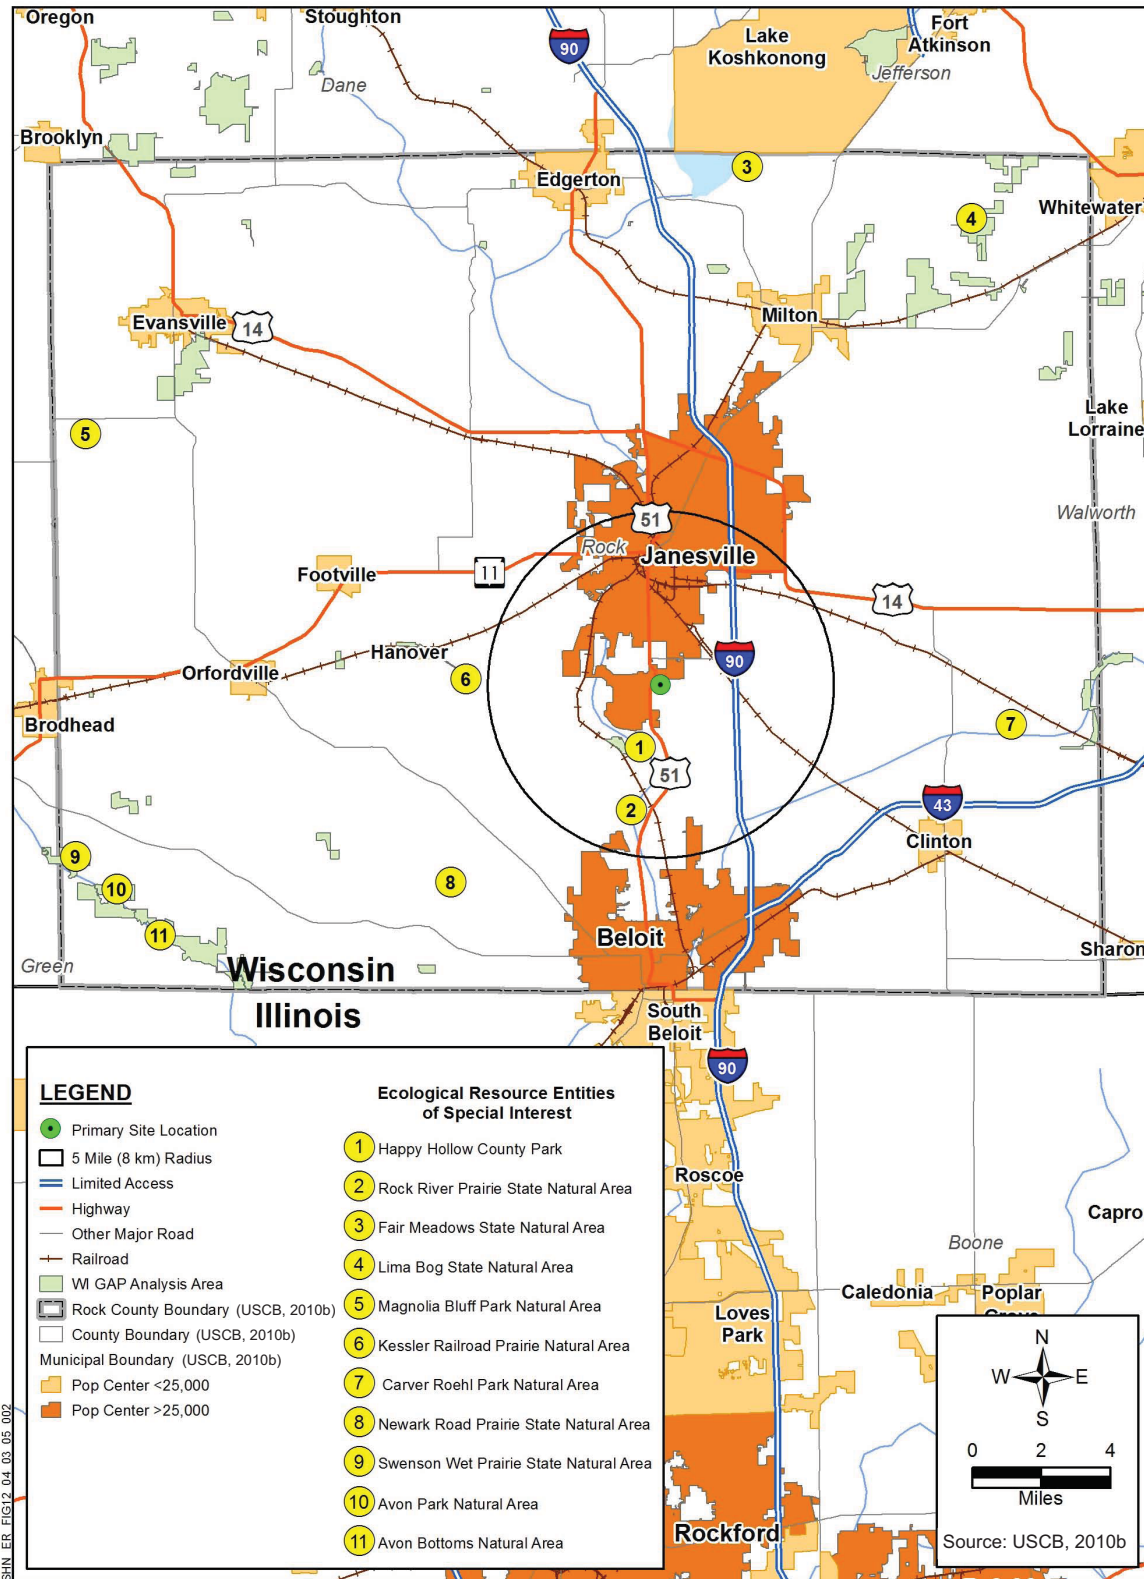 Oregon
Stoughton
90
Lake
Koshkonong
Fort
Atkinson
Jefferson
Dane
Brooklyn
Edgerton
3
Whitewater
4
Evansville
14
Milton
5
Lake
Lorraine
51
Walworth
Rock
Janesville
Footville
11
14
Hanover
90
Orfordville
6
Brodhead
7
1
51
2
43
Clinton
9
10
8
11
Beloit
Sharon
Green
Wisconsin
Illinois
South
Beloit
90
Roscoe
Capro
Boone
Caledonia
Poplar
Grove
Loves
Park
Rockford
LEGEND
Primary Site Location
5 Mile (8 km) Radius
Limited Access
Highway
Other Major Road
Railroad
WI GAP Analysis Area
Rock County Boundary (USCB, 2010b)
County Boundary (USCB, 2010b)
Municipal Boundary (USCB, 2010b)
Pop Center <25,000
Pop Center >25,000
Ecological Resource Entities
of Special Interest
1 Happy Hollow County Park
2 Rock River Prairie State Natural Area
3 Fair Meadows State Natural Area
4 Lima Bog State Natural Area
5 Magnolia Bluff Park Natural Area
6 Kessler Railroad Prairie Natural Area
7 Carver Roehl Park Natural Area
8 Newark Road Prairie State Natural Area
9 Swenson Wet Prairie State Natural Area
10 Avon Park Natural Area
11 Avon Bottoms Natural Area
N
W E
S
0 2 4
Miles
Source: USCB, 2010b
SHN ER FIG12 04 03 05 002